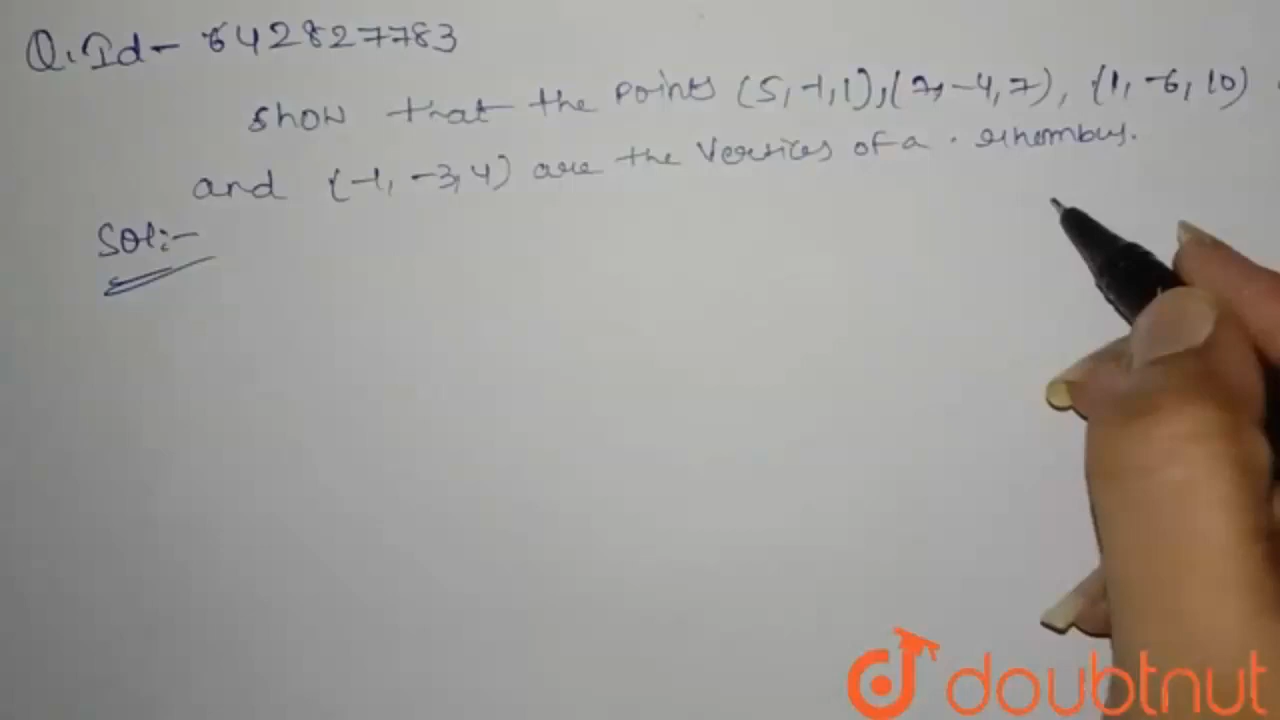 Q. Id- 642827783
show that the points (5,-1,1),(7,-4,7), (1,-6,10)
and (-1,-3,4) are the vertices of a. rhombus.
Sol:-
doubtnut